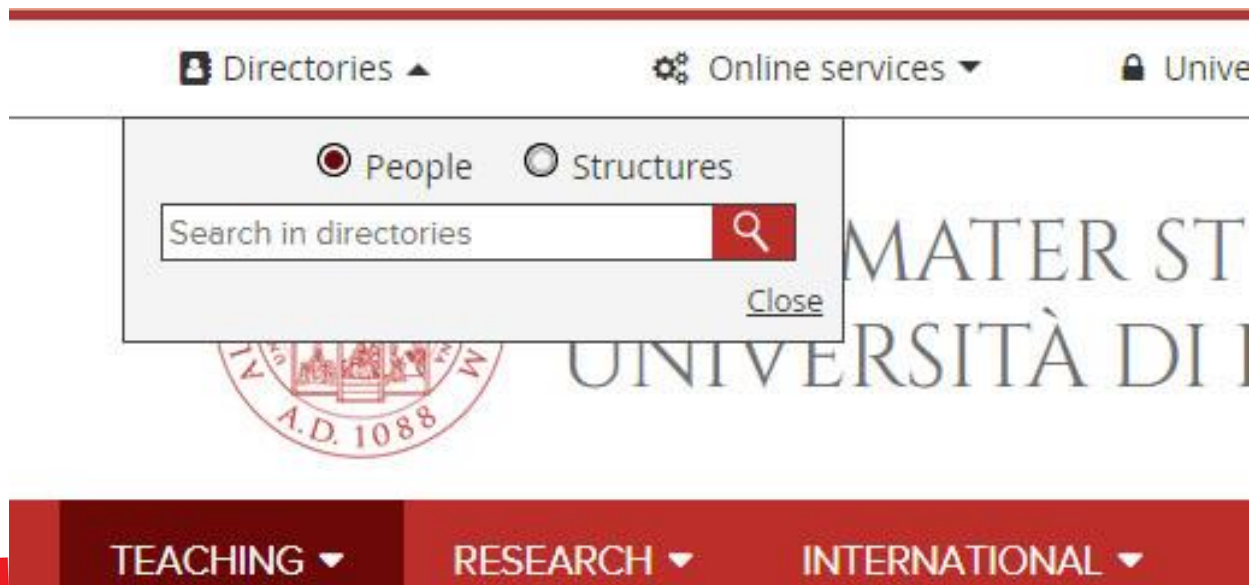 Directories Online services Unive
People Structures
Search in directories
Close
MATER ST
UNIVERSITÀ DI
A.D. 1088
TEACHING RESEARCH INTERNATIONAL